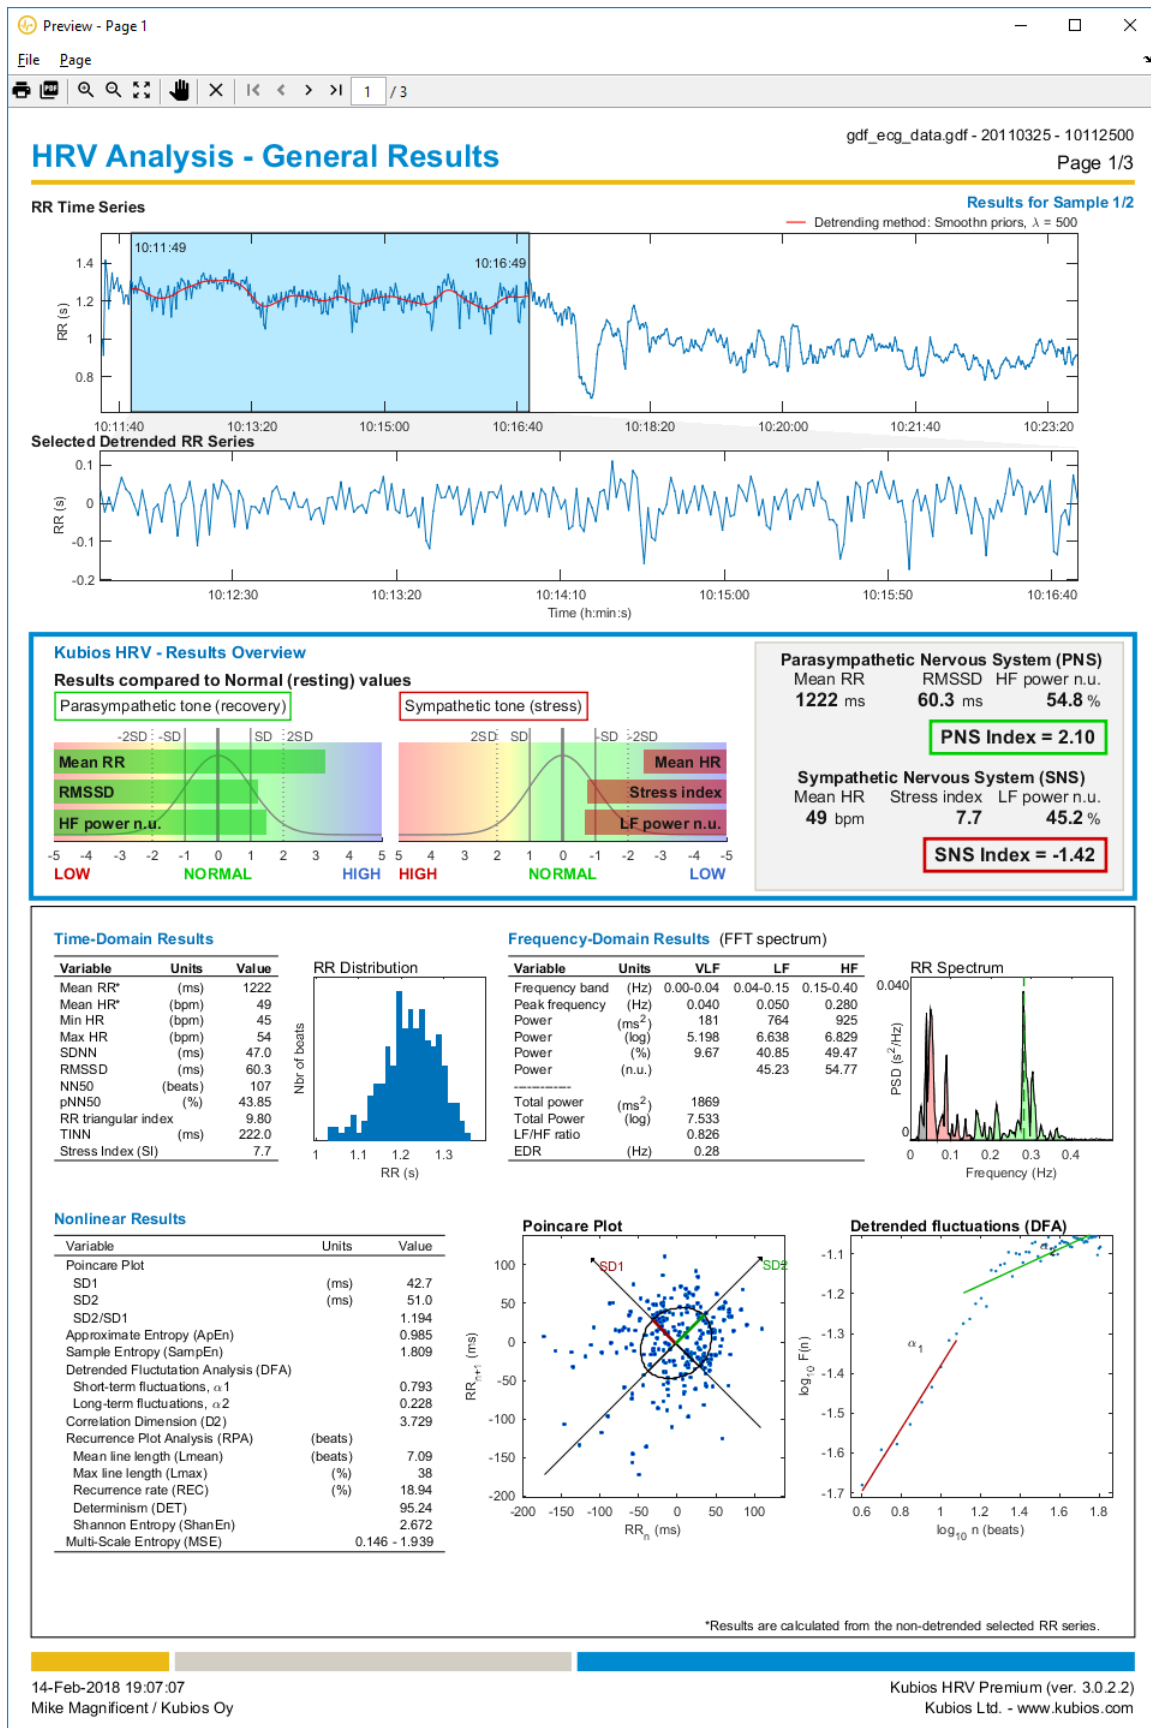 Preview - Page 1
File Page
1 / 3
gdf_ecg_data.gdf - 20110325 - 10112500
HRV Analysis - General Results
Page 1/3
RR Time Series
Results for Sample 1/2
Detrending method: Smoothn priors, λ = 500
10:11:49
10:16:49
1.4
1.2
1
0.8
RR (s)
10:11:40 10:13:20 10:15:00 10:16:40 10:18:20 10:20:00 10:21:40 10:23:20
Selected Detrended RR Series
0.1
0
-0.1
-0.2
RR (s)
10:12:30 10:13:20 10:14:10 10:15:00 10:15:50 10:16:40
Time (h:min:s)
Kubios HRV - Results Overview
Results compared to Normal (resting) values
Parasympathetic tone (recovery)
-2SD -SD SD 2SD
Mean RR
RMSSD
HF power n.u.
-5 -4 -3 -2 -1 0 1 2 3 4 5
LOW NORMAL HIGH
Sympathetic tone (stress)
2SD SD -SD -2SD
Mean HR
Stress index
LF power n.u.
5 4 3 2 1 0 -1 -2 -3 -4 -5
HIGH NORMAL LOW
Parasympathetic Nervous System (PNS)
Mean RR RMSSD HF power n.u.
1222 ms 60.3 ms 54.8 %
PNS Index = 2.10
Sympathetic Nervous System (SNS)
Mean HR Stress index LF power n.u.
49 bpm 7.7 45.2 %
SNS Index = -1.42
Time-Domain Results
Variable Units Value
Mean RR* (ms) 1222
Mean HR* (bpm) 49
Min HR (bpm) 45
Max HR (bpm) 54
SDNN (ms) 47.0
RMSSD (ms) 60.3
NN50 (beats) 107
pNN50 (%) 43.85
RR triangular index 9.80
TINN (ms) 222.0
Stress Index (SI) 7.7
RR Distribution
Nbr of beats
1 1.1 1.2 1.3
RR (s)
Frequency-Domain Results (FFT spectrum)
Variable Units VLF LF HF
Frequency band (Hz) 0.00-0.04 0.04-0.15 0.15-0.40
Peak frequency (Hz) 0.040 0.050 0.280
Power (ms²) 181 764 925
Power (log) 5.198 6.638 6.829
Power (%) 9.67 40.85 49.47
Power (n.u.) 45.23 54.77
-------------
Total power (ms²) 1869
Total Power (log) 7.533
LF/HF ratio 0.826
EDR (Hz) 0.28
RR Spectrum
0.040
0
PSD (s²/Hz)
0 0.1 0.2 0.3 0.4
Frequency (Hz)
Nonlinear Results
Variable Units Value
Poincare Plot
SD1 (ms) 42.7
SD2 (ms) 51.0
SD2/SD1 1.194
Approximate Entropy (ApEn) 0.985
Sample Entropy (SampEn) 1.809
Detrended Fluctutation Analysis (DFA)
Short-term fluctuations, α1 0.793
Long-term fluctuations, α2 0.228
Correlation Dimension (D2) 3.729
Recurrence Plot Analysis (RPA) (beats)
Mean line length (Lmean) (beats) 7.09
Max line length (Lmax) (%) 38
Recurrence rate (REC) (%) 18.94
Determinism (DET) 95.24
Shannon Entropy (ShanEn) 2.672
Multi-Scale Entropy (MSE) 0.146 - 1.939
Poincare Plot
SD1 SD2
100
50
0
-50
-100
-150
-200
RRₙ₊₁ (ms)
-200 -150 -100 -50 0 50 100
RRₙ (ms)
Detrended fluctuations (DFA)
α₂
α₁
-1.1
-1.2
-1.3
-1.4
-1.5
-1.6
-1.7
log₁₀ F(n)
0.6 0.8 1 1.2 1.4 1.6 1.8
log₁₀ n (beats)
*Results are calculated from the non-detrended selected RR series.
14-Feb-2018 19:07:07
Mike Magnificent / Kubios Oy
Kubios HRV Premium (ver. 3.0.2.2)
Kubios Ltd. - www.kubios.com